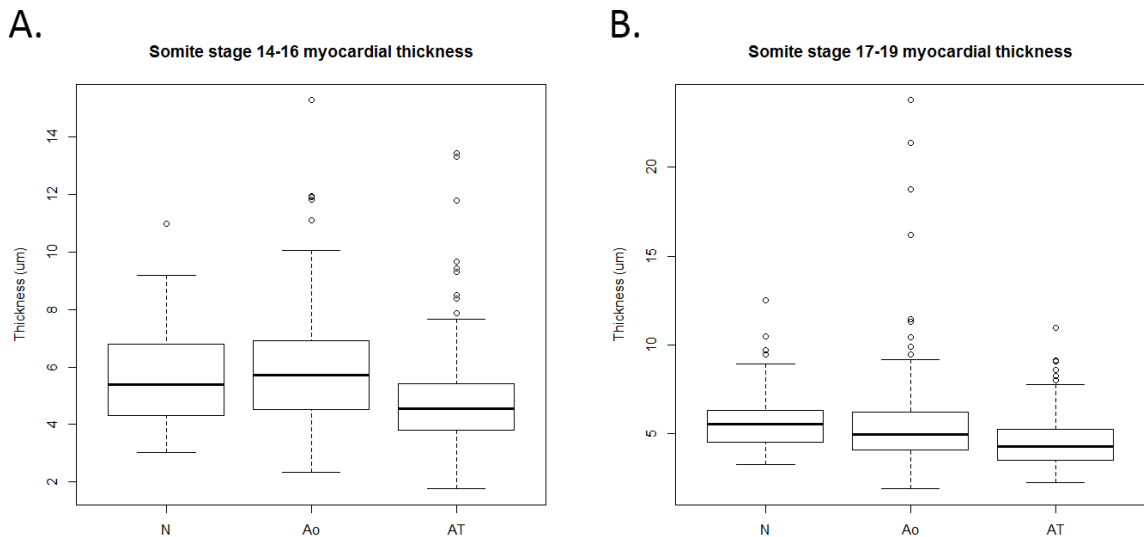 A.
Somite stage 14-16 myocardial thickness
Thickness (um)
14
12
10
8
6
4
2
N Ao AT
B.
Somite stage 17-19 myocardial thickness
Thickness (um)
20
15
10
5
N Ao AT